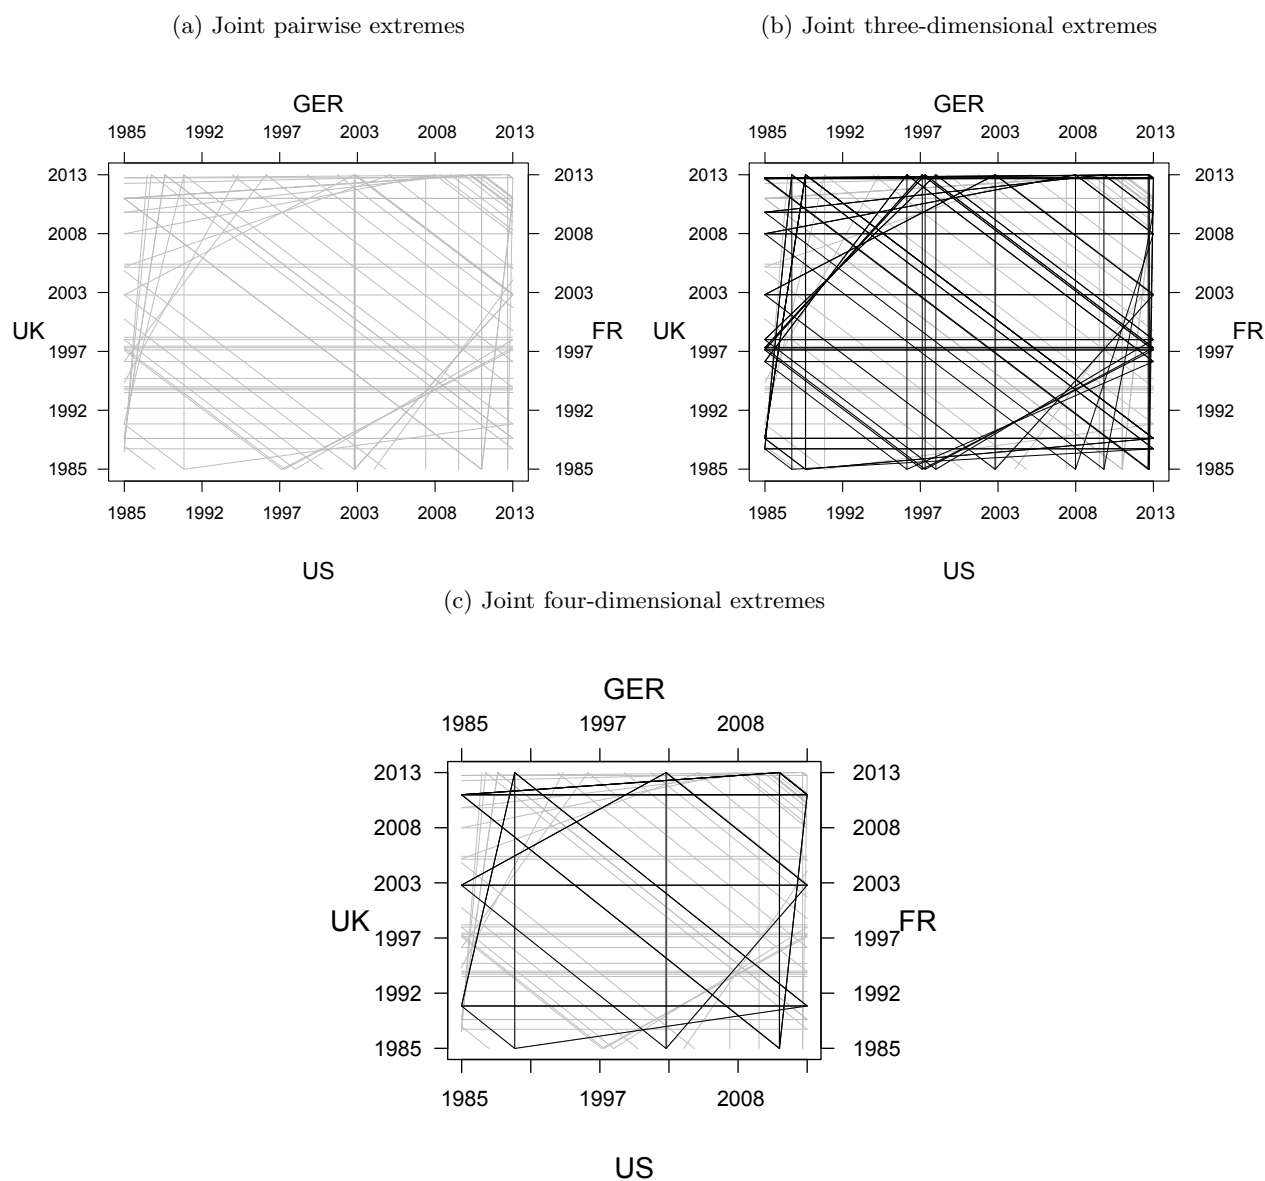 (a) Joint pairwise extremes (b) Joint three-dimensional extremes
GER GER
1985 1992 1997 2003 2008 2013 1985 1992 1997 2003 2008 2013
2013 2013 2013 2013
2008 2008 2008 2008
2003 2003 2003 2003
UK FR UK FR
1997 1997 1997 1997
1992 1992 1992 1992
1985 1985 1985 1985
1985 1992 1997 2003 2008 2013 1985 1992 1997 2003 2008 2013
US US
(c) Joint four-dimensional extremes
GER
1985 1997 2008
2013 2013
2008 2008
2003 2003
UK FR
1997 1997
1992 1992
1985 1985
1985 1997 2008
US